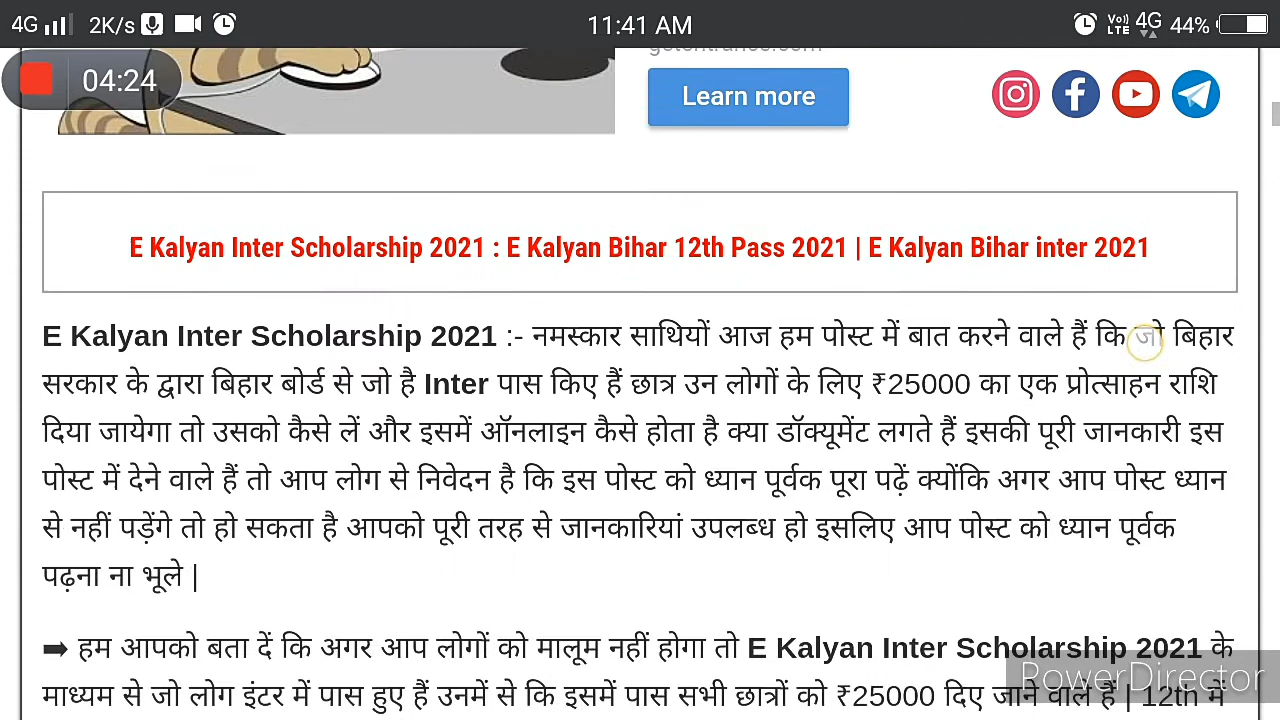 4G 2K/s 11:41 AM Vo) LTE 4G 44%
04:24
Learn more
E Kalyan Inter Scholarship 2021 : E Kalyan Bihar 12th Pass 2021 | E Kalyan Bihar inter 2021
E Kalyan Inter Scholarship 2021 :- नमस्कार साथियों आज हम पोस्ट में बात करने वाले हैं कि जो बिहार
सरकार के द्वारा बिहार बोर्ड से जो है Inter पास किए हैं छात्र उन लोगों के लिए ₹25000 का एक प्रोत्साहन राशि
दिया जायेगा तो उसको कैसे लें और इसमें ऑनलाइन कैसे होता है क्या डॉक्यूमेंट लगते हैं इसकी पूरी जानकारी इस
पोस्ट में देने वाले हैं तो आप लोग से निवेदन है कि इस पोस्ट को ध्यान पूर्वक पूरा पढ़ें क्योंकि अगर आप पोस्ट ध्यान
से नहीं पड़ेंगे तो हो सकता है आपको पूरी तरह से जानकारियां उपलब्ध हो इसलिए आप पोस्ट को ध्यान पूर्वक
पढ़ना ना भूले |
➡ हम आपको बता दें कि अगर आप लोगों को मालूम नहीं होगा तो E Kalyan Inter Scholarship 2021 के
माध्यम से जो लोग इंटर में पास हुए हैं उनमें से कि इसमें पास सभी छात्रों को ₹25000 दिए जाने वाले हैं | 12th में
PowerDirector